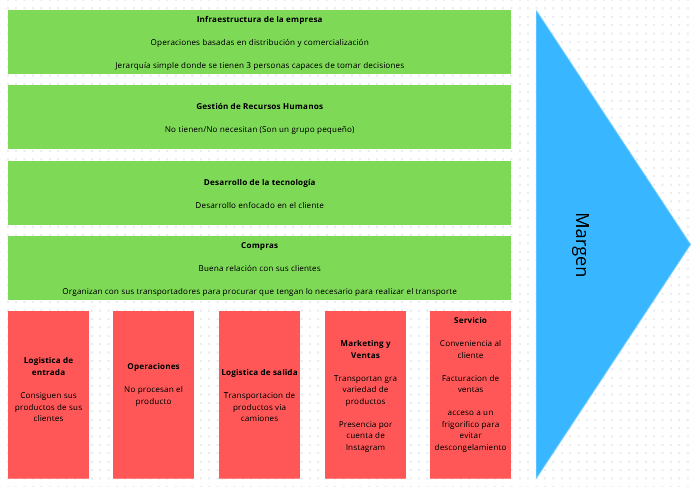 Infraestructura de la empresa
Operaciones basadas en distribución y comercialización
Jerarquía simple donde se tienen 3 personas capaces de tomar decisiones
Gestión de Recursos Humanos
No tienen/No necesitan (Son un grupo pequeño)
Desarrollo de la tecnología
Desarrollo enfocado en el cliente
Compras
Buena relación con sus clientes
Organizan con sus transportadores para procurar que tengan lo necesario para realizar el transporte
Logistica de
entrada
Consiguen sus
productos de sus
clientes
Operaciones
No procesan el
producto
Logistica de salida
Transportacion de
productos via
camiones
Marketing y
Ventas
Transportan gra
variedad de
productos
Presencia por
cuenta de
Instagram
Servicio
Conveniencia al
cliente
Facturacion de
ventas
acceso a un
frigorifico para
evitar
descongelamiento
Margen